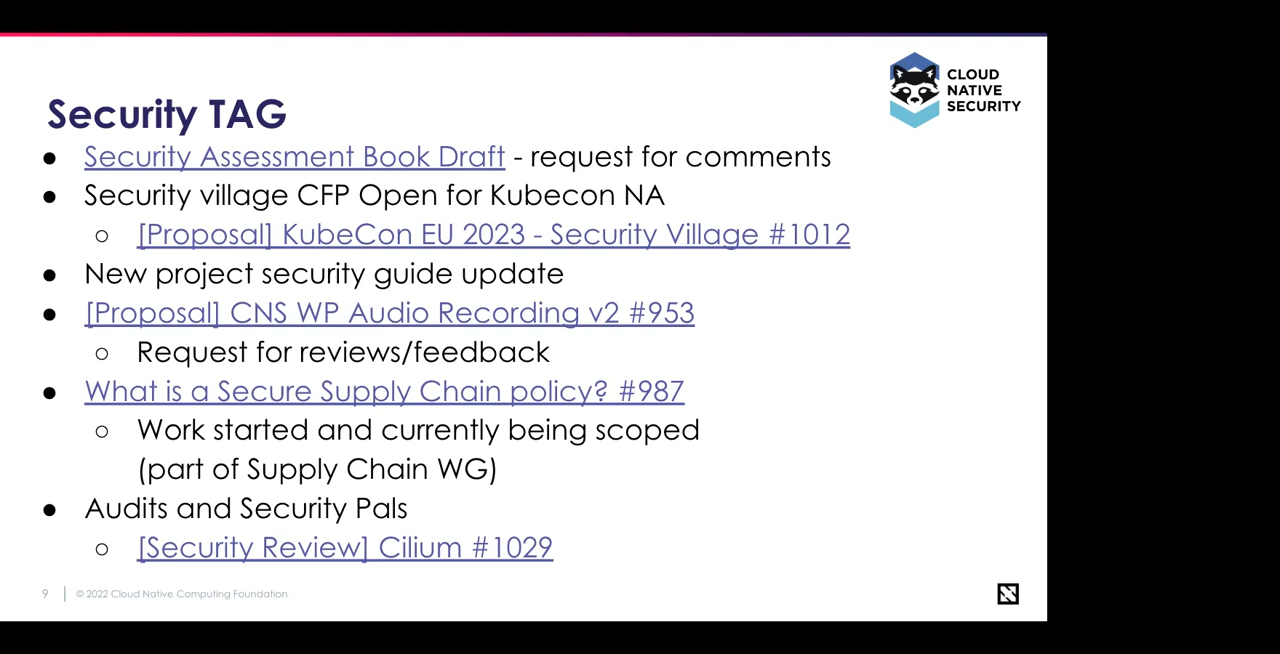 CLOUD
NATIVE
SECURITY
Security TAG
● Security Assessment Book Draft - request for comments
● Security village CFP Open for Kubecon NA
○ [Proposal] KubeCon EU 2023 - Security Village #1012
● New project security guide update
● [Proposal] CNS WP Audio Recording v2 #953
○ Request for reviews/feedback
● What is a Secure Supply Chain policy? #987
○ Work started and currently being scoped
(part of Supply Chain WG)
● Audits and Security Pals
○ [Security Review] Cilium #1029
9 | © 2022 Cloud Native Computing Foundation